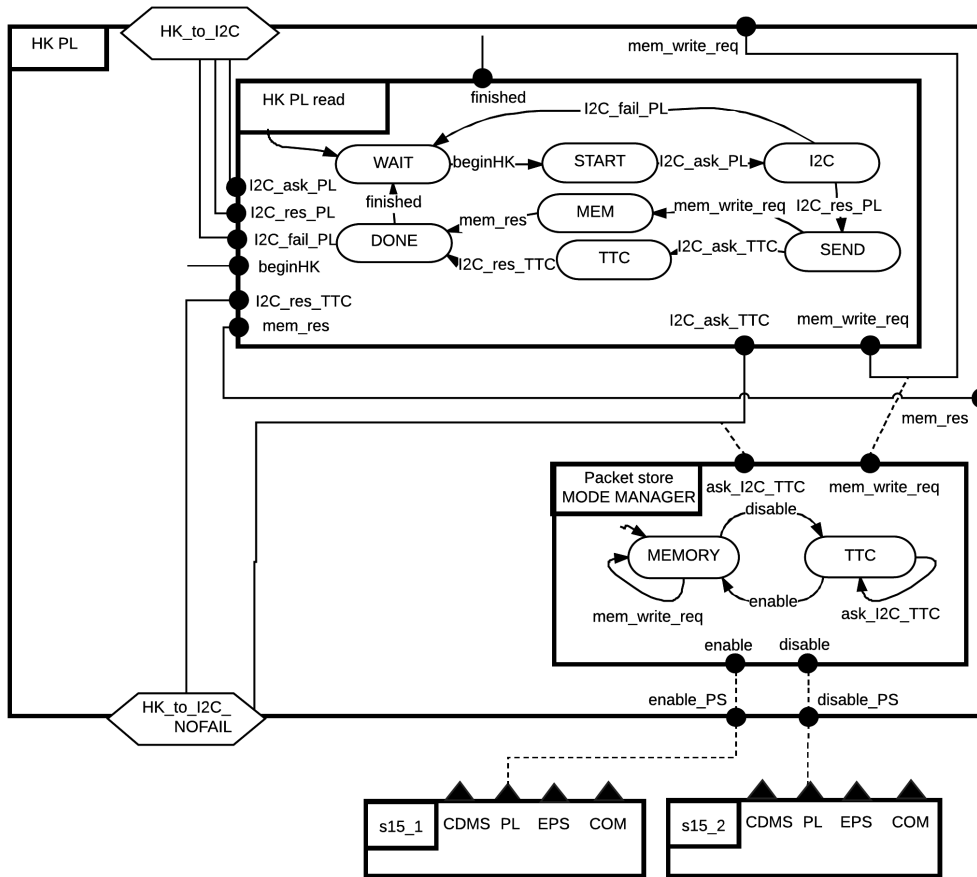 HK_to_I2C
HK PL
mem_write_req
HK PL read
finished
I2C_fail_PL
WAIT
beginHK
START
I2C_ask_PL
I2C
I2C_ask_PL
I2C_res_PL
I2C_fail_PL
beginHK
I2C_res_TTC
mem_res
finished
mem_res
MEM
mem_write_req
I2C_res_PL
DONE
I2C_res_TTC
TTC
I2C_ask_TTC
SEND
I2C_ask_TTC
mem_write_req
mem_res
Packet store
MODE MANAGER
ask_I2C_TTC
mem_write_req
disable
MEMORY
TTC
enable
mem_write_req
ask_I2C_TTC
enable
disable
enable_PS
disable_PS
HK_to_I2C_
NOFAIL
s15_1
CDMS
PL
EPS
COM
s15_2
CDMS
PL
EPS
COM